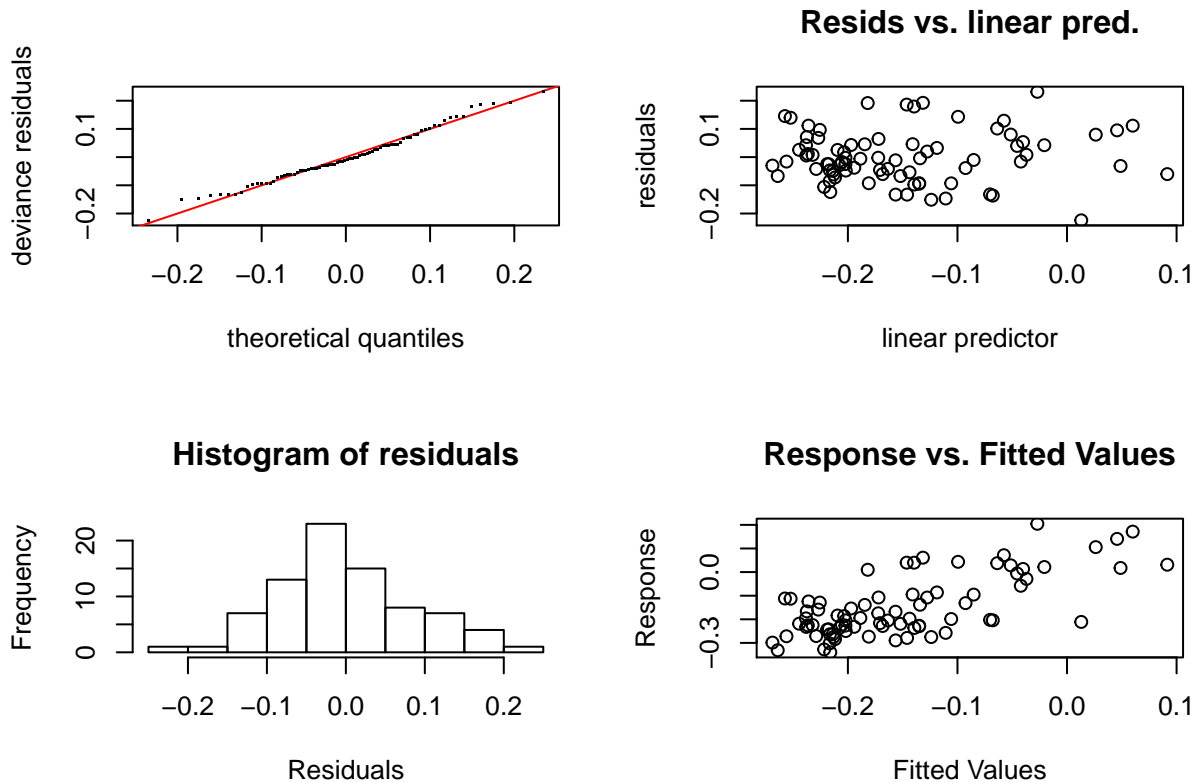 deviance residuals
0.1
−0.2
−0.2 −0.1 0.0 0.1 0.2
theoretical quantiles
Resids vs. linear pred.
residuals
0.1
−0.2
−0.2 −0.1 0.0 0.1
linear predictor
Histogram of residuals
Frequency
20
10
0
−0.2 −0.1 0.0 0.1 0.2
Residuals
Response vs. Fitted Values
Response
0.0
−0.3
−0.2 −0.1 0.0 0.1
Fitted Values